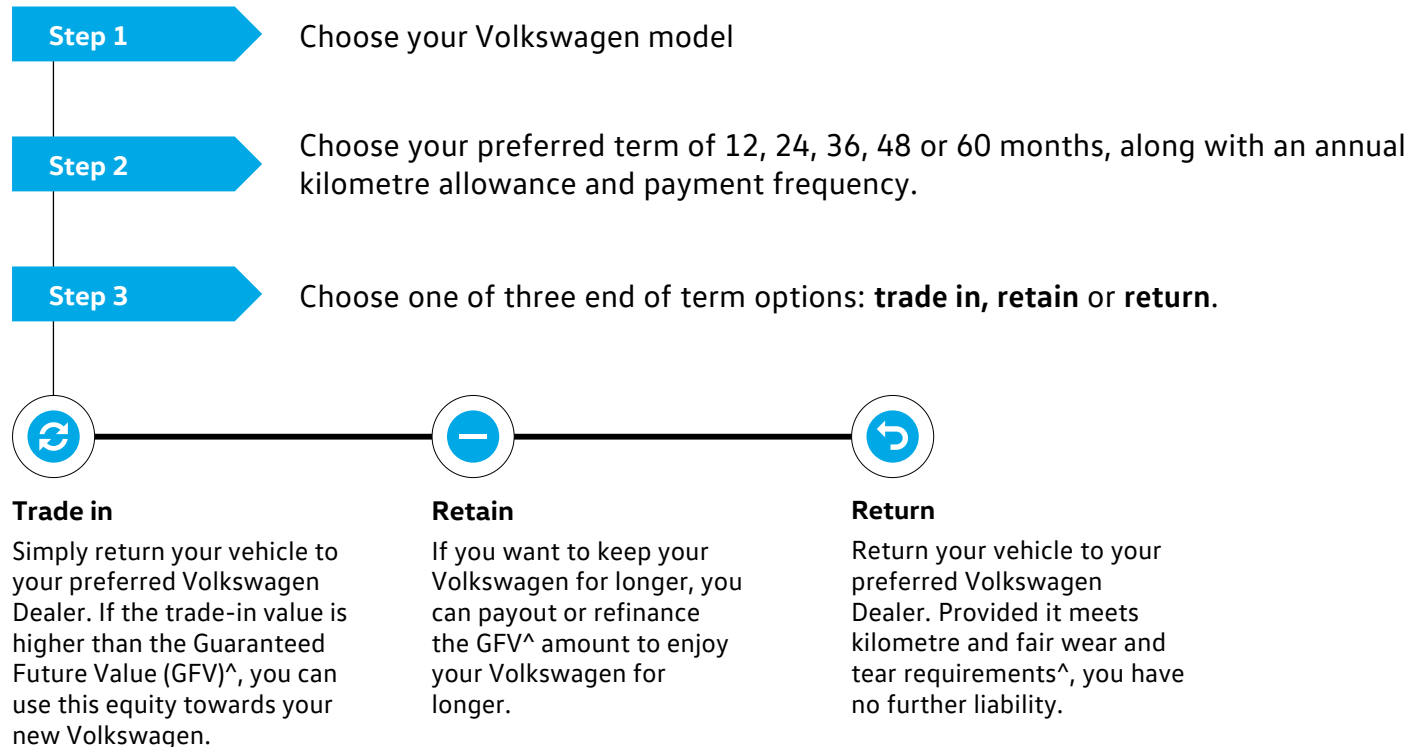 Step 1
Choose your Volkswagen model
Step 2
Choose your preferred term of 12, 24, 36, 48 or 60 months, along with an annual
kilometre allowance and payment frequency.
Step 3
Choose one of three end of term options: trade in, retain or return.
Trade in
Simply return your vehicle to
your preferred Volkswagen
Dealer. If the trade-in value is
higher than the Guaranteed
Future Value (GFV)^, you can
use this equity towards your
new Volkswagen.
Retain
If you want to keep your
Volkswagen for longer, you
can payout or refinance
the GFV^ amount to enjoy
your Volkswagen for
longer.
Return
Return your vehicle to your
preferred Volkswagen
Dealer. Provided it meets
kilometre and fair wear and
tear requirements^, you have
no further liability.